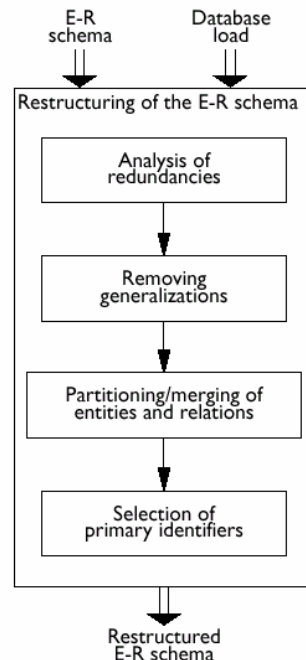 E-R
schema
Database
load
Restructuring of the E-R schema
Analysis of
redundancies
Removing
generalizations
Partitioning/merging of
entities and relations
Selection of
primary identifiers
Restructured
E-R schema